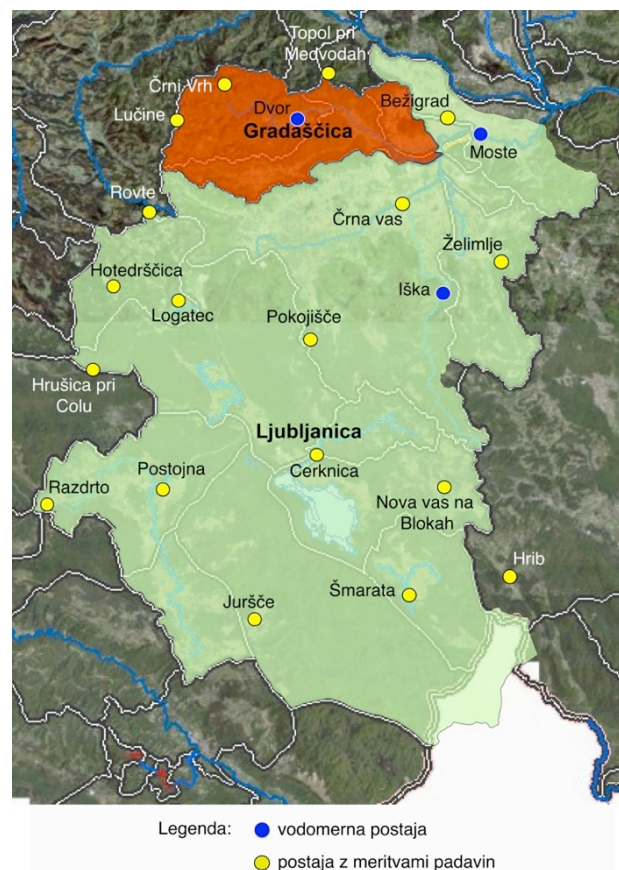 Topol pri
Medvodah
Črni Vrh
Lučine
Dvor
Bežigrad
Gradaščica
Moste
Rovte
Črna vas
Želimlje
Hotedrščica
Iška
Logatec
Pokojišče
Hrušica pri
Colu
Ljubljanica
Cerknica
Postojna
Razdrto
Nova vas na
Blokah
Hrib
Šmarata
Juršče
Legenda:
vodomerna postaja
postaja z meritvami padavin